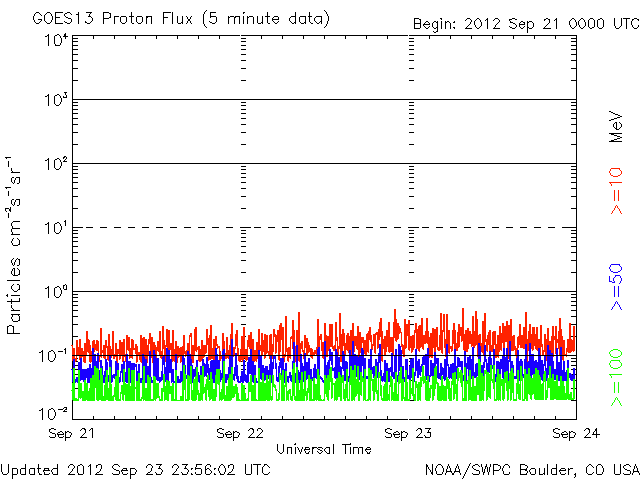 GOES13 Proton Flux (5 minute data)
Begin: 2012 Sep 21 0000 UTC
10⁴
10³
10²
10¹
10⁰
10⁻¹
10⁻²
Particles cm⁻²s⁻¹sr⁻¹
MeV
>=10
>=50
>=100
Sep 21
Sep 22
Sep 23
Sep 24
Universal Time
Updated 2012 Sep 23 23:56:02 UTC
NOAA/SWPC Boulder, CO USA